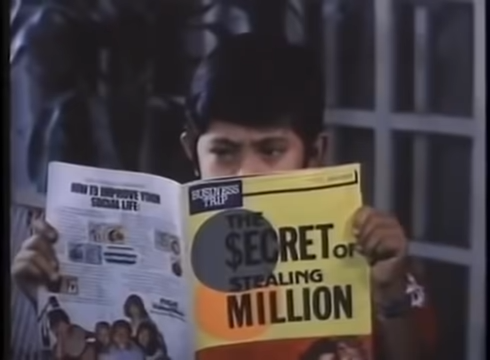 HOW TO IMPROVE YOUR
SOCIAL LIFE
BUSINESS
TRIP
THE
$ECRET OF
STEALING
MILLION